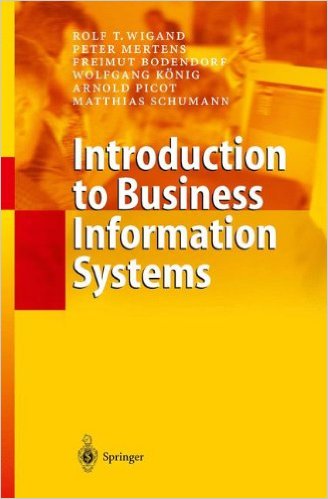 ROLF T. WIGAND
PETER MERTENS
FREIMUT BODENDORF
WOLFGANG KÖNIG
ARNOLD PICOT
MATTHIAS SCHUMANN
Introduction
to Business
Information
Systems
Springer